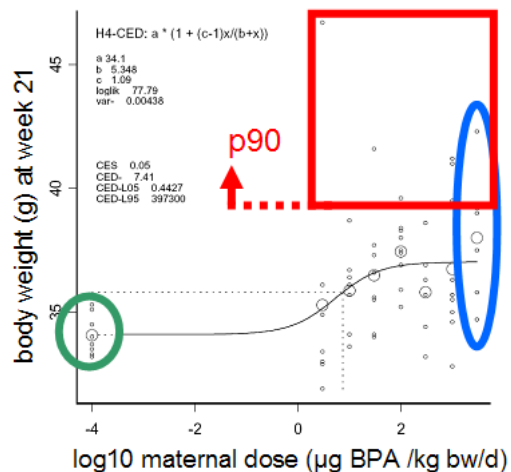 H4-CED: a * (1 + (c-1)x/(b+x))
a 34.1
b 5.348
c 1.09
loglik 77.79
var- 0.00438
CES 0.05
CED- 7.41
CED-L05 0.4427
CED-L95 397300
p90
body weight (g) at week 21
45
40
35
-4
-2
0
2
log10 maternal dose (µg BPA /kg bw/d)